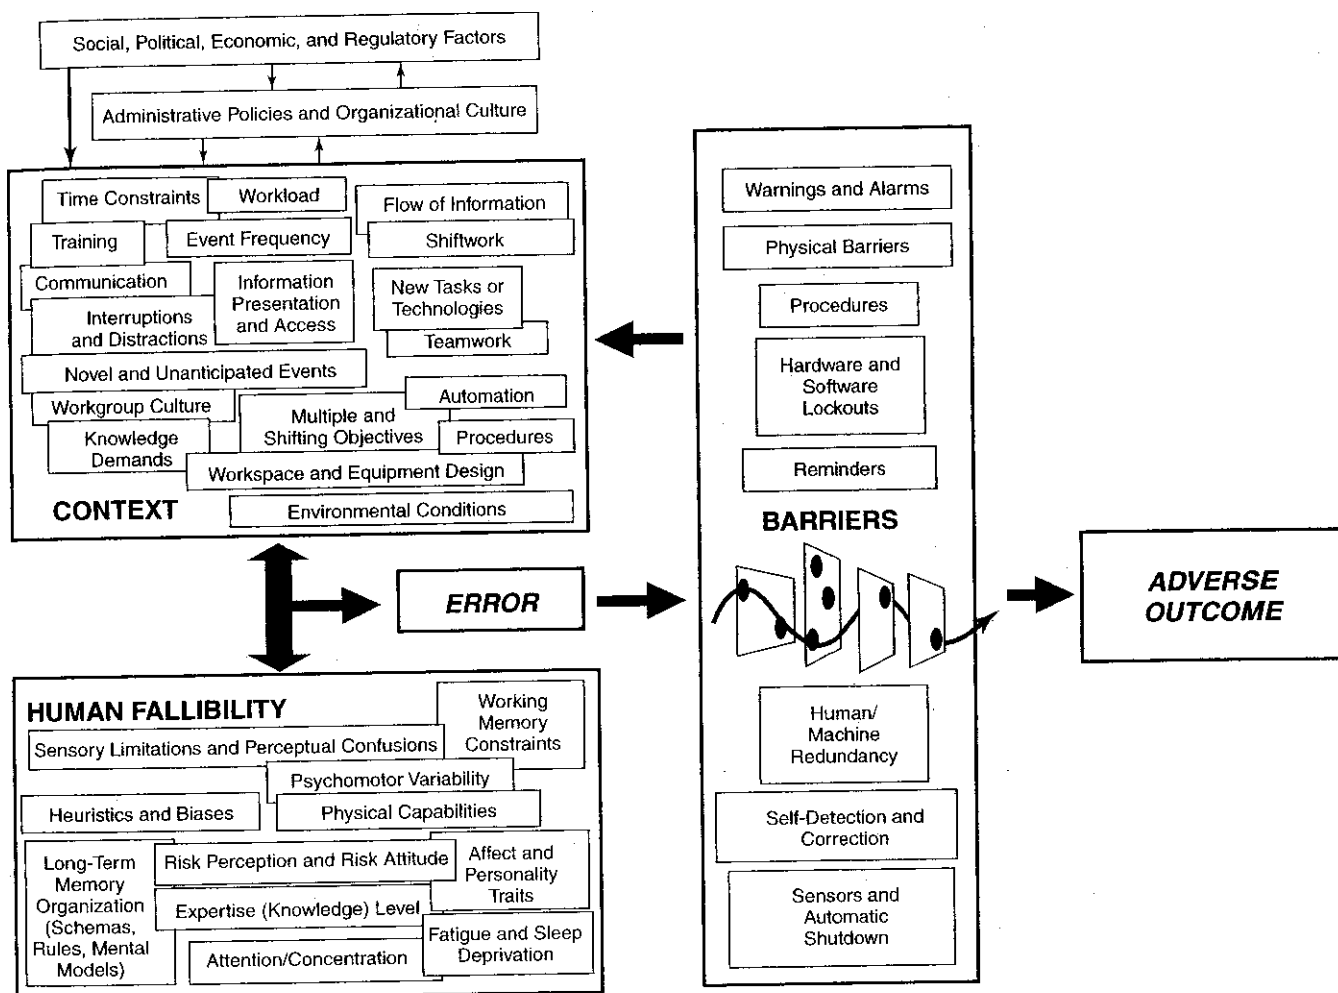 Social, Political, Economic, and Regulatory Factors
Administrative Policies and Organizational Culture
Time Constraints
Workload
Flow of Information
Training
Event Frequency
Shiftwork
Communication
Information
Presentation
and Access
New Tasks or
Technologies
Interruptions
and Distractions
Teamwork
Novel and Unanticipated Events
Automation
Workgroup Culture
Multiple and
Shifting Objectives
Procedures
Knowledge
Demands
Workspace and Equipment Design
CONTEXT
Environmental Conditions
ERROR
HUMAN FALLIBILITY
Working
Memory
Constraints
Sensory Limitations and Perceptual Confusions
Psychomotor Variability
Heuristics and Biases
Physical Capabilities
Long-Term
Memory
Organization
(Schemas,
Rules, Mental
Models)
Risk Perception and Risk Attitude
Affect and
Personality
Traits
Expertise (Knowledge) Level
Attention/Concentration
Fatigue and Sleep
Deprivation
Warnings and Alarms
Physical Barriers
Procedures
Hardware and
Software
Lockouts
Reminders
BARRIERS
Human/
Machine
Redundancy
Self-Detection and
Correction
Sensors and
Automatic
Shutdown
ADVERSE
OUTCOME